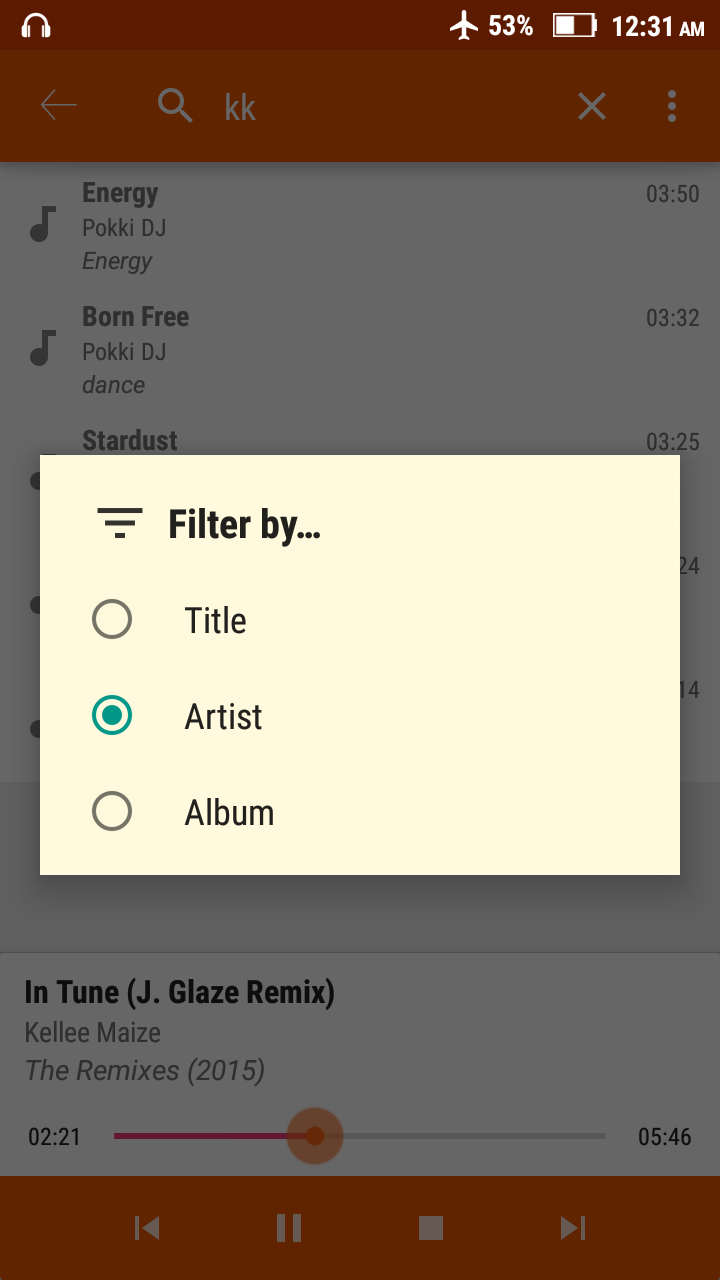 53% 12:31 AM
kk
Energy 03:50
Pokki DJ
Energy
Born Free 03:32
Pokki DJ
dance
Stardust 03:25
24
14
Filter by...
Title
Artist
Album
In Tune (J. Glaze Remix)
Kellee Maize
The Remixes (2015)
02:21 05:46